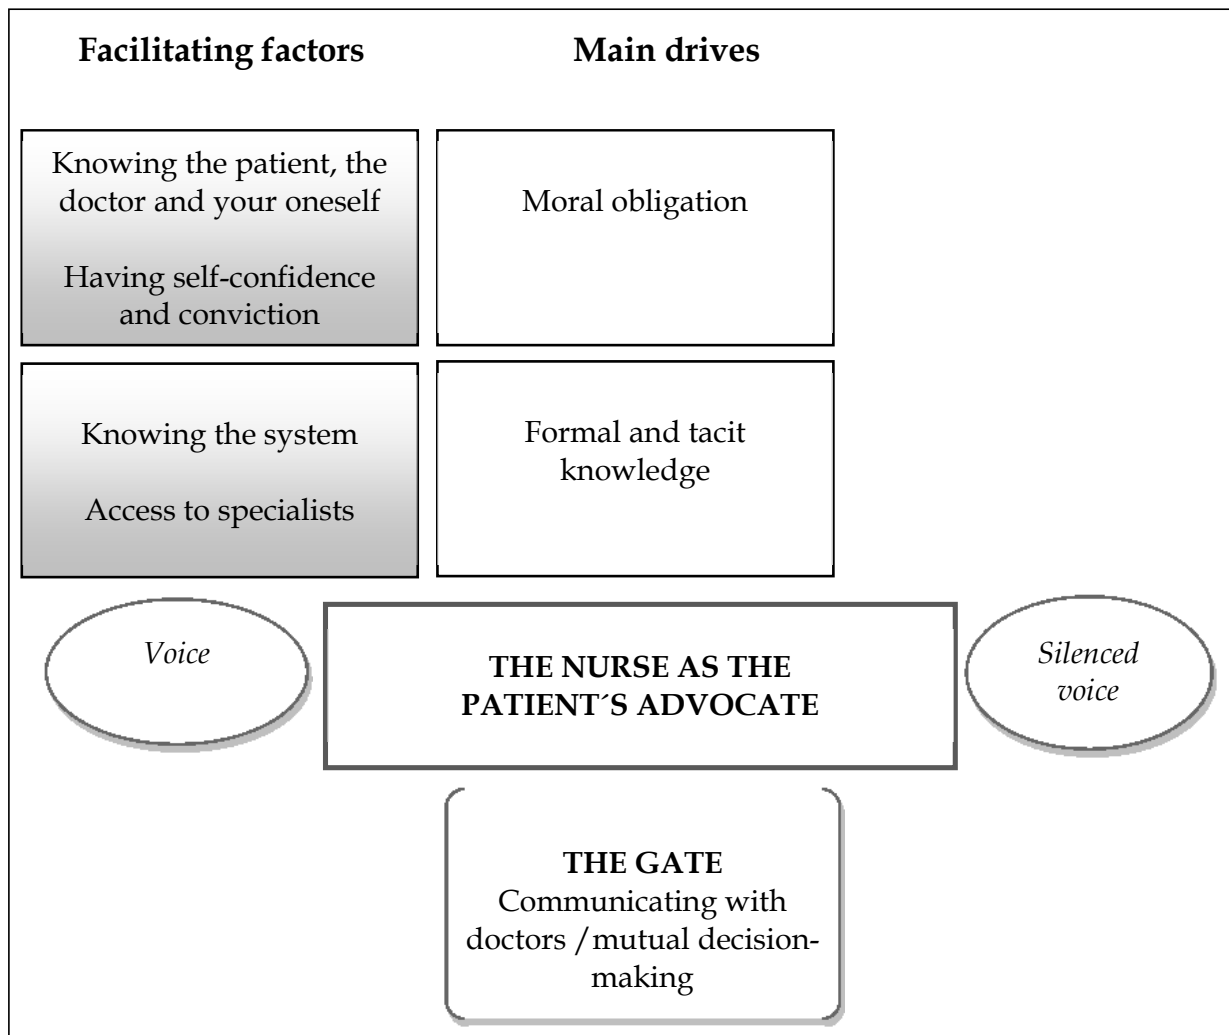 Facilitating factors
Main drives
Knowing the patient, the
doctor and your oneself
Having self-confidence
and conviction
Moral obligation
Knowing the system
Access to specialists
Formal and tacit
knowledge
Voice
THE NURSE AS THE
PATIENT´S ADVOCATE
Silenced
voice
THE GATE
Communicating with
doctors /mutual decision-
making